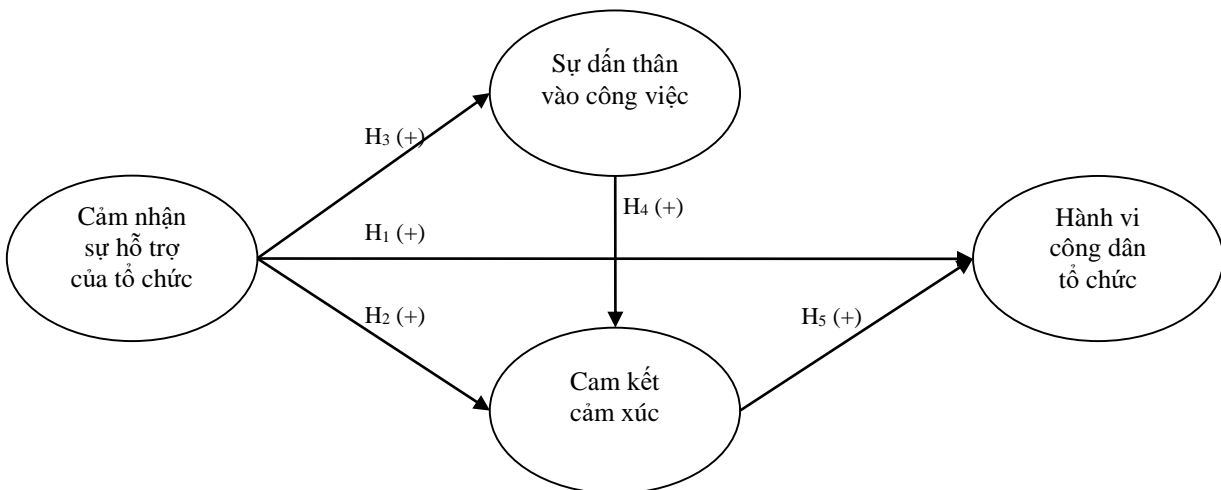 Sự dấn thân
vào công việc
H3 (+)
Cảm nhận
sự hỗ trợ
của tổ chức
H1 (+)
H4 (+)
Hành vi
công dân
tổ chức
H2 (+)
H5 (+)
Cam kết
cảm xúc